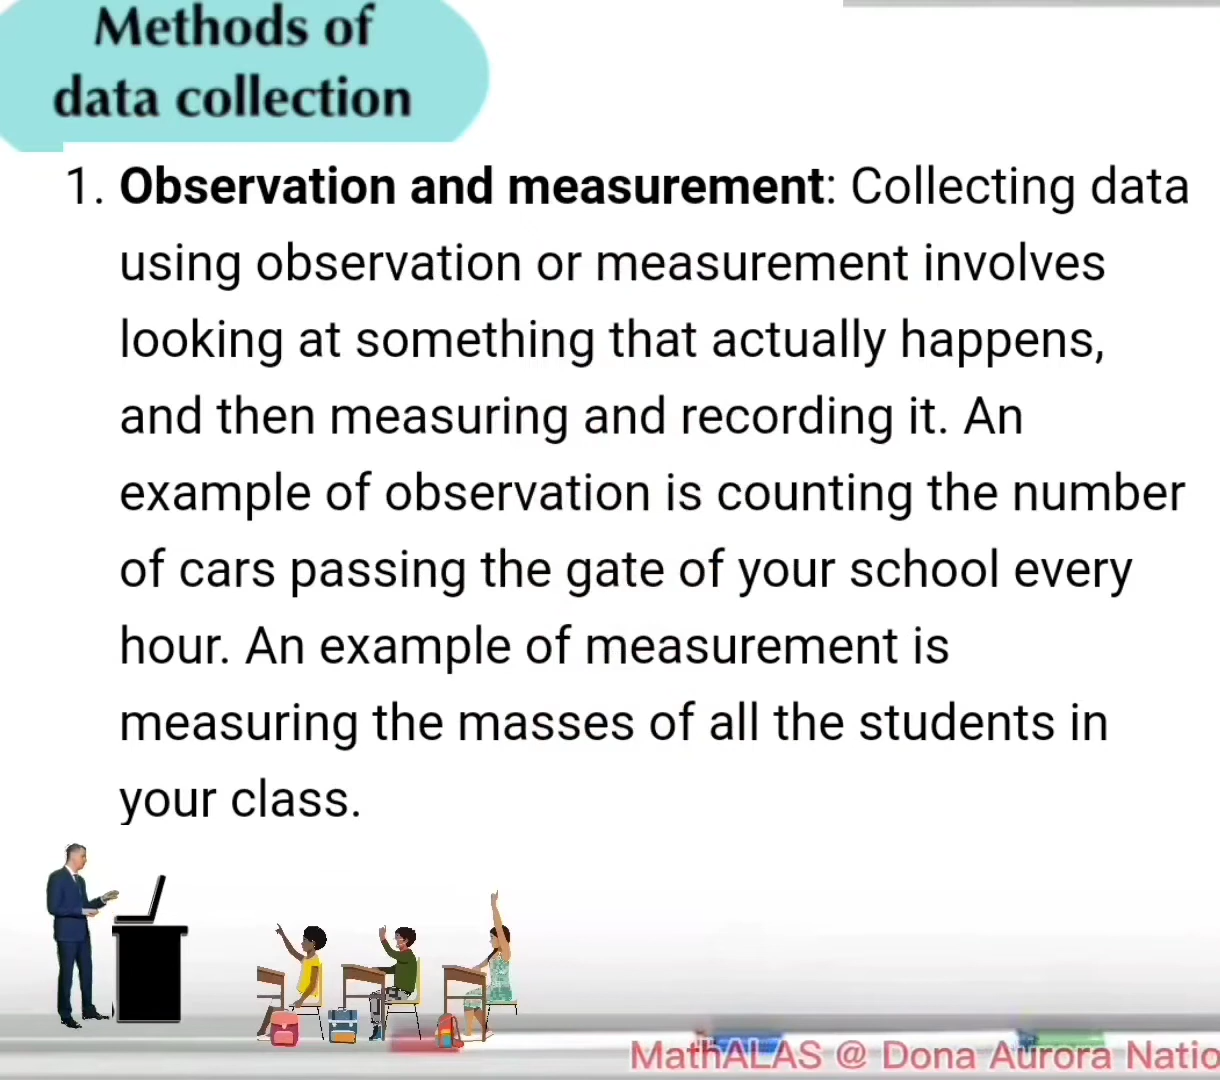 Methods of
data collection
1. Observation and measurement: Collecting data
using observation or measurement involves
looking at something that actually happens,
and then measuring and recording it. An
example of observation is counting the number
of cars passing the gate of your school every
hour. An example of measurement is
measuring the masses of all the students in
your class.
MathALAS @ Dona Aurora Natio